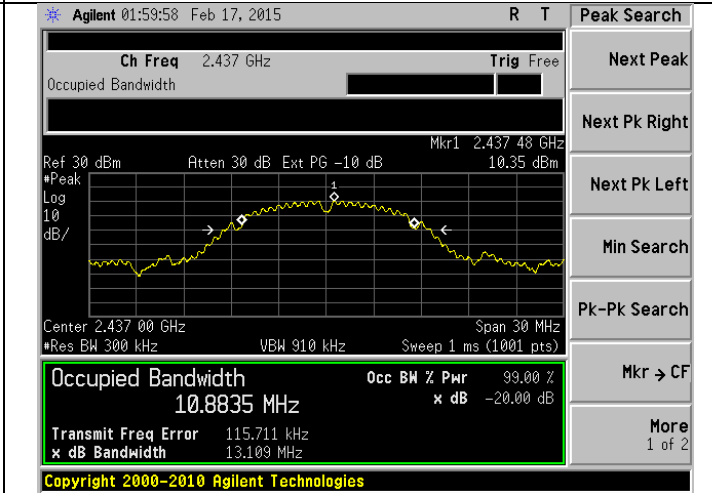 Agilent 01:59:58 Feb 17, 2015 R T
Ch Freq 2.437 GHz Trig Free
Occupied Bandwidth
Mkr1 2.437 48 GHz
Ref 30 dBm Atten 30 dB Ext PG -10 dB 10.35 dBm
#Peak
Log
10
dB/
1
Center 2.437 00 GHz Span 30 MHz
#Res BW 300 kHz VBW 910 kHz Sweep 1 ms (1001 pts)
Occupied Bandwidth Occ BW % Pwr 99.00 %
10.8835 MHz x dB -20.00 dB
Transmit Freq Error 115.711 kHz
x dB Bandwidth 13.109 MHz
Copyright 2000-2010 Agilent Technologies
Peak Search
Next Peak
Next Pk Right
Next Pk Left
Min Search
Pk-Pk Search
Mkr → CF
More
1 of 2